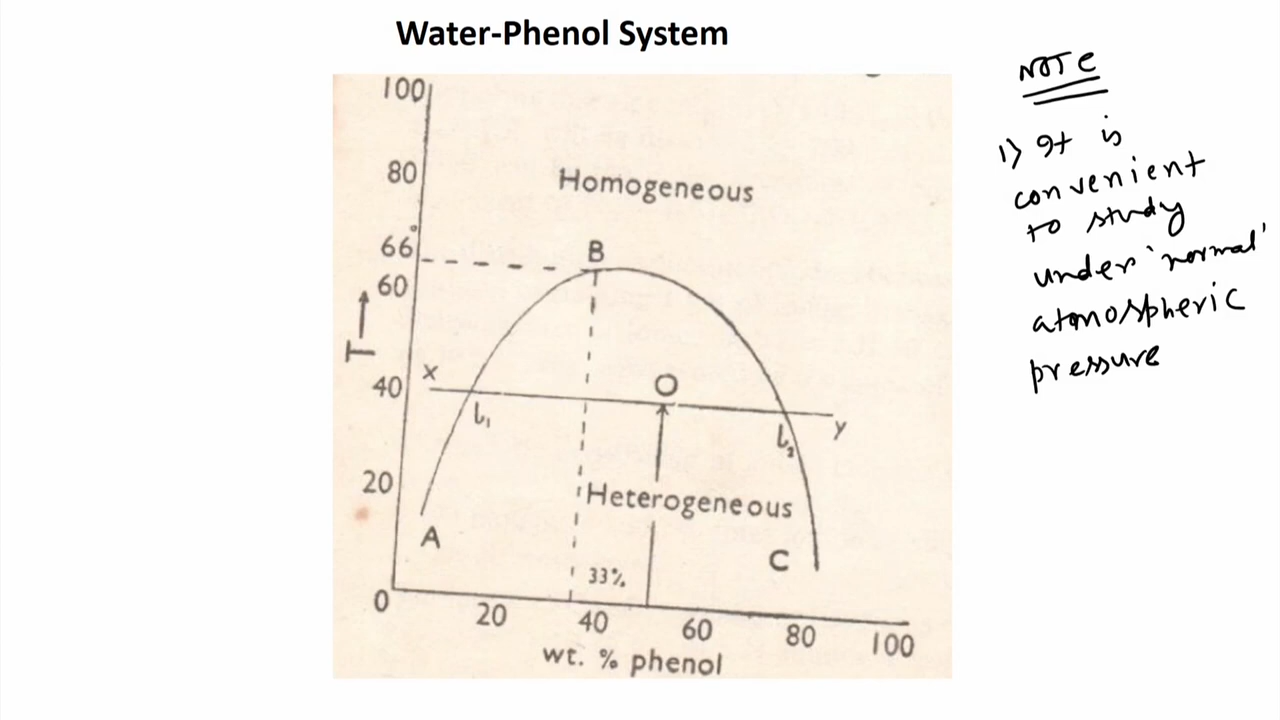 Water-Phenol System
100
80
Homogeneous
66°
B
60
T
40
x
O
l₁
l₂
y
20
Heterogeneous
A
C
33%
0
20 40 60 80 100
wt. % phenol
NOTE
1) It is
convenient
to study
under 'normal'
atmospheric
pressure